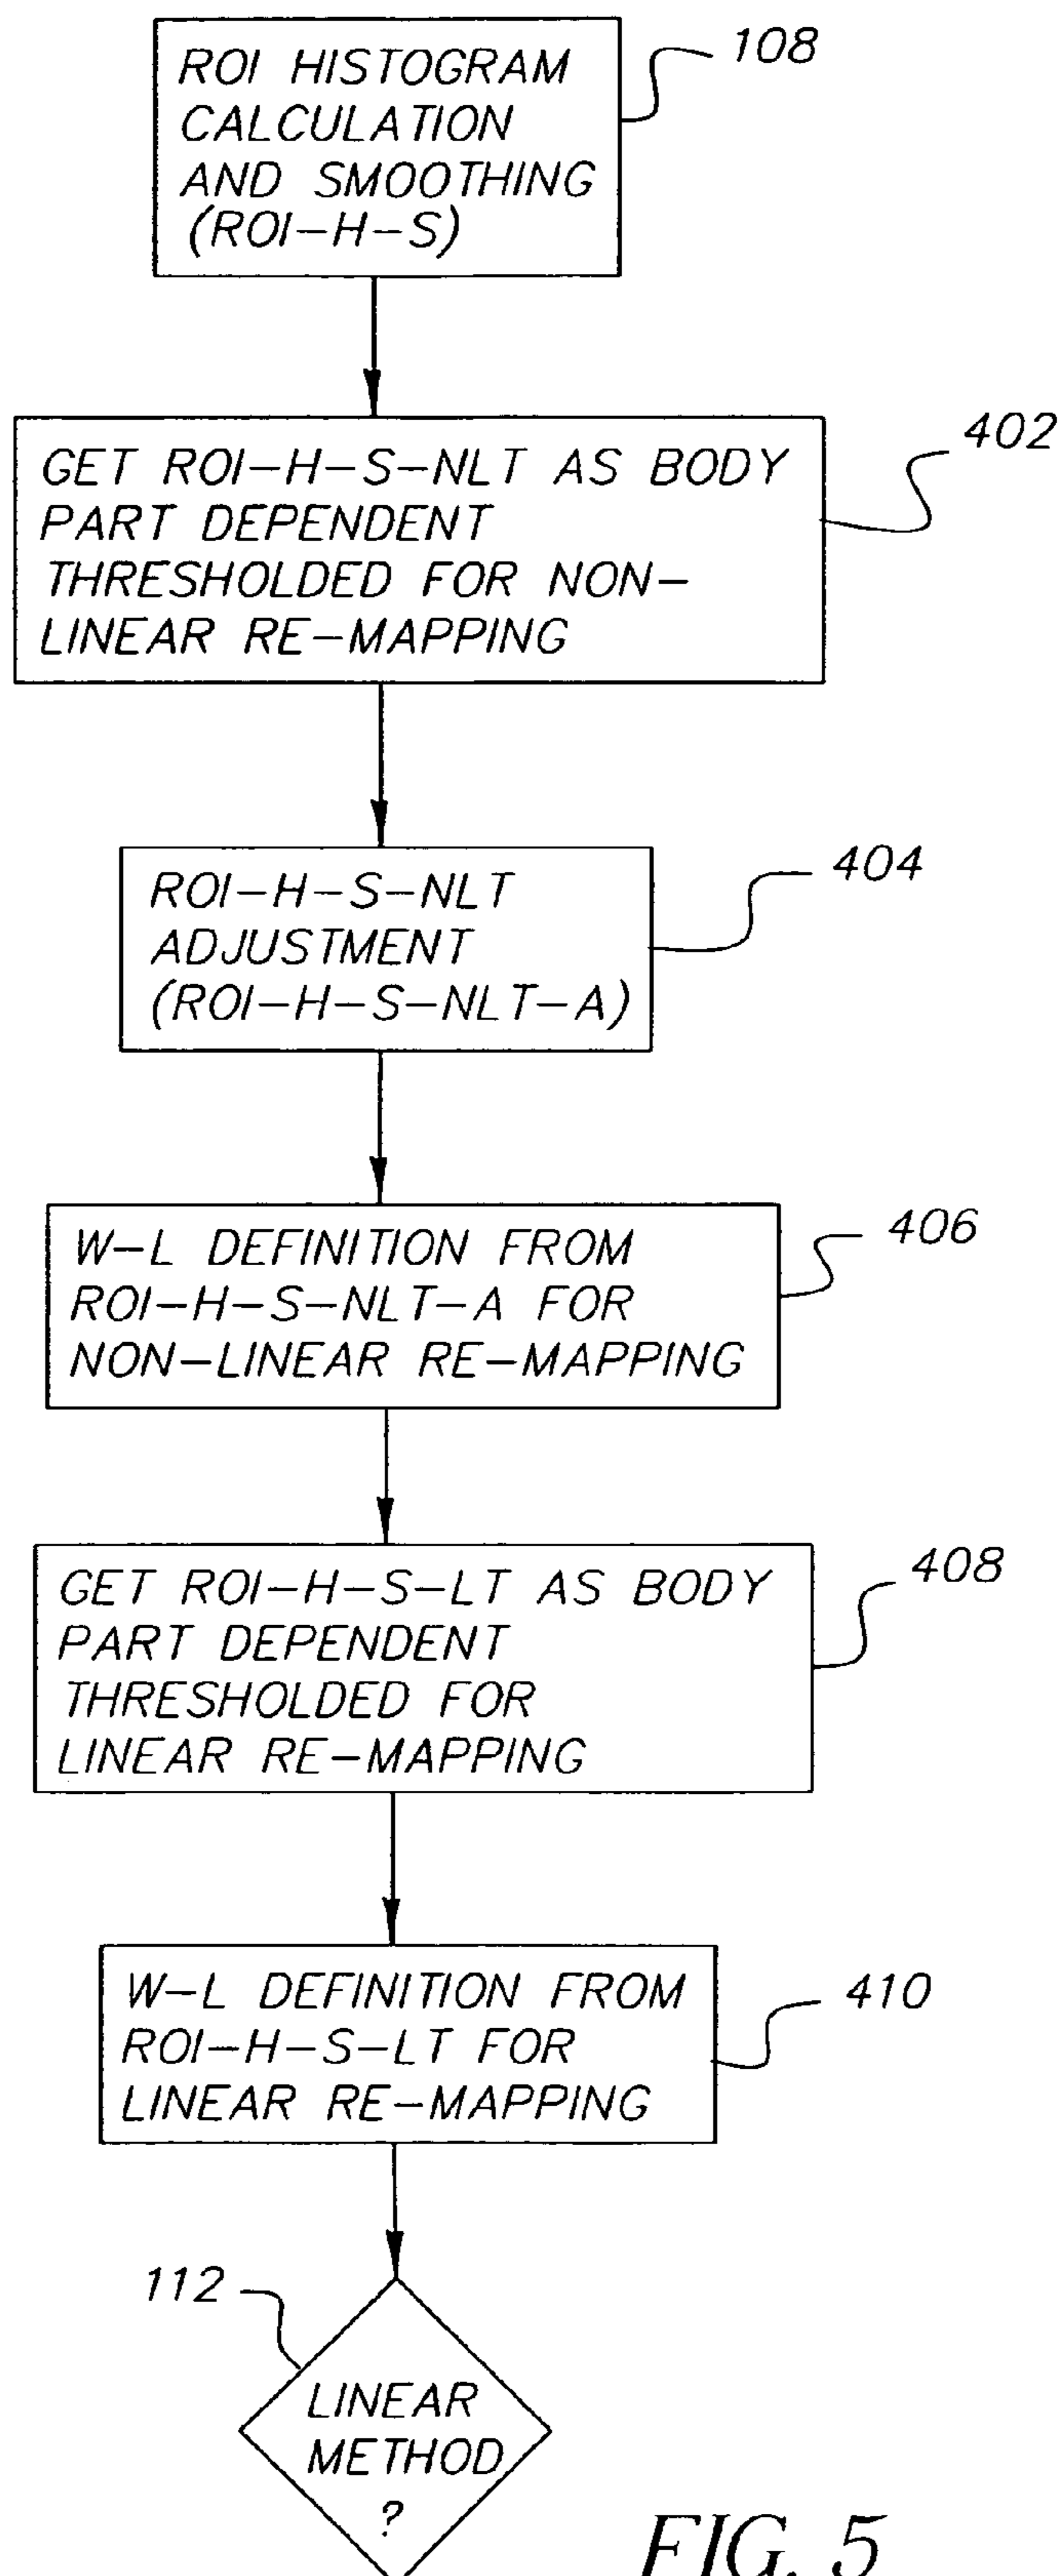 ROI HISTOGRAM
CALCULATION
AND SMOOTHING
(ROI-H-S)
108
GET ROI-H-S-NLT AS BODY
PART DEPENDENT
THRESHOLDED FOR NON-
LINEAR RE-MAPPING
402
ROI-H-S-NLT
ADJUSTMENT
(ROI-H-S-NLT-A)
404
W-L DEFINITION FROM
ROI-H-S-NLT-A FOR
NON-LINEAR RE-MAPPING
406
GET ROI-H-S-LT AS BODY
PART DEPENDENT
THRESHOLDED FOR
LINEAR RE-MAPPING
408
W-L DEFINITION FROM
ROI-H-S-LT FOR
LINEAR RE-MAPPING
410
112
LINEAR
METHOD
?
FIG. 5